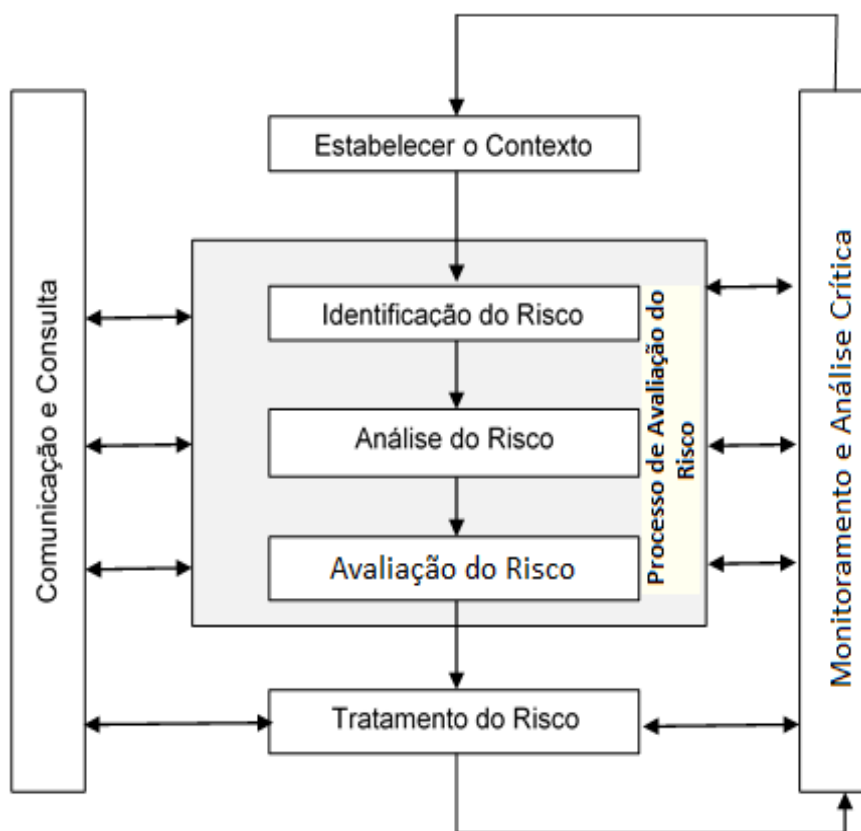 Estabelecer o Contexto
Comunicação e Consulta
Identificação do Risco
Análise do Risco
Avaliação do Risco
Processo de Avaliação do
Risco
Tratamento do Risco
Monitoramento e Análise Crítica